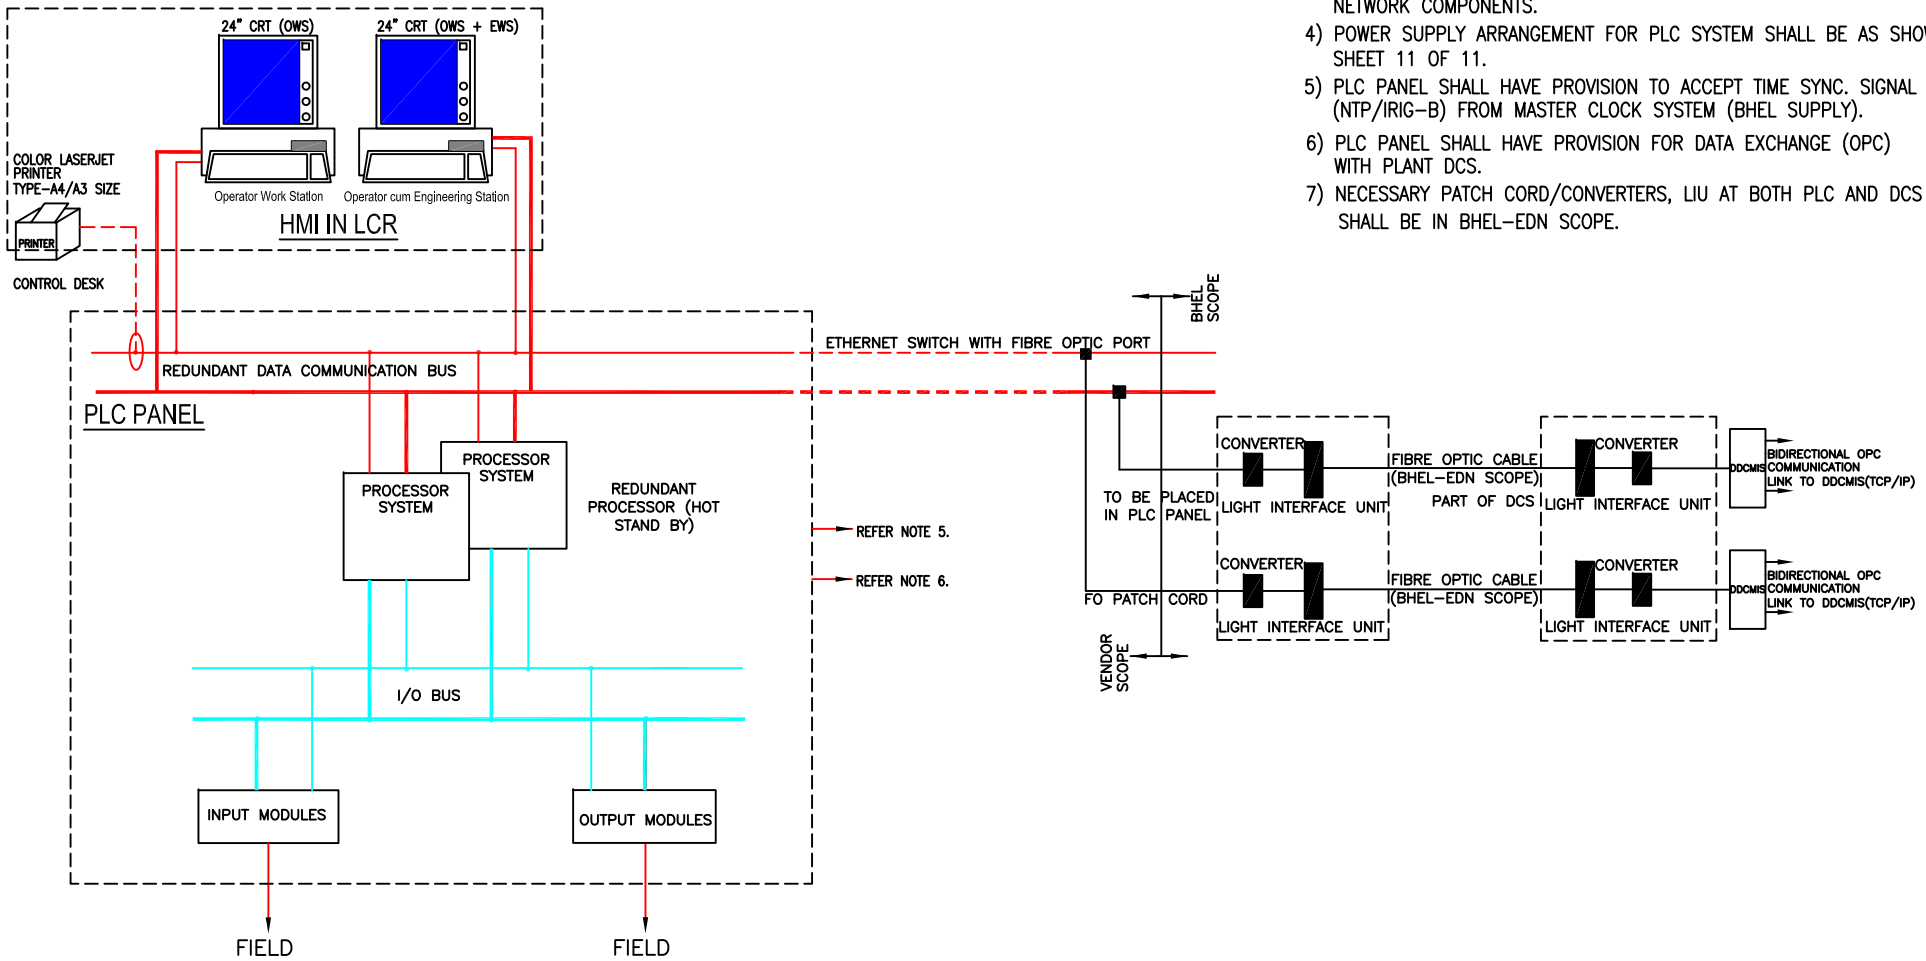 NETWORK COMPONENTS.
4) POWER SUPPLY ARRANGEMENT FOR PLC SYSTEM SHALL BE AS
SHEET 11 OF 11.
5) PLC PANEL SHALL HAVE PROVISION TO ACCEPT TIME SYNC. SIGNAL
(NTP/IRIG-B) FROM MASTER CLOCK SYSTEM (BHEL SUPPLY).
6) PLC PANEL SHALL HAVE PROVISION FOR DATA EXCHANGE (OPC)
WITH PLANT DCS.
7) NECESSARY PATCH CORD/CONVERTERS, LIU AT BOTH PLC AND DCS
SHALL BE IN BHEL-EDN SCOPE.
24" CRT (OWS)
24" CRT (OWS + EWS)
COLOR LASERJET
PRINTER
TYPE-A4/A3 SIZE
Operator Work Station
Operator cum Engineering Station
HMI IN LCR
PRINTER
CONTROL DESK
ETHERNET SWITCH WITH FIBRE OPTIC PORT
REDUNDANT DATA COMMUNICATION BUS
PLC PANEL
PROCESSOR
SYSTEM
PROCESSOR
SYSTEM
REDUNDANT
PROCESSOR (HOT
STAND BY)
REFER NOTE 5.
REFER NOTE 6.
I/O BUS
INPUT MODULES
OUTPUT MODULES
FIELD
FIELD
BHEL
SCOPE
VENDOR
SCOPE
TO BE PLACED
IN PLC PANEL
FO PATCH CORD
CONVERTER
LIGHT INTERFACE UNIT
FIBRE OPTIC CABLE
(BHEL-EDN SCOPE)
PART OF DCS
CONVERTER
LIGHT INTERFACE UNIT
DDCMIS
BIDIRECTIONAL OPC
COMMUNICATION
LINK TO DDCMIS(TCP/IP)
CONVERTER
LIGHT INTERFACE UNIT
FIBRE OPTIC CABLE
(BHEL-EDN SCOPE)
CONVERTER
LIGHT INTERFACE UNIT
DDCMIS
BIDIRECTIONAL OPC
COMMUNICATION
LINK TO DDCMIS(TCP/IP)